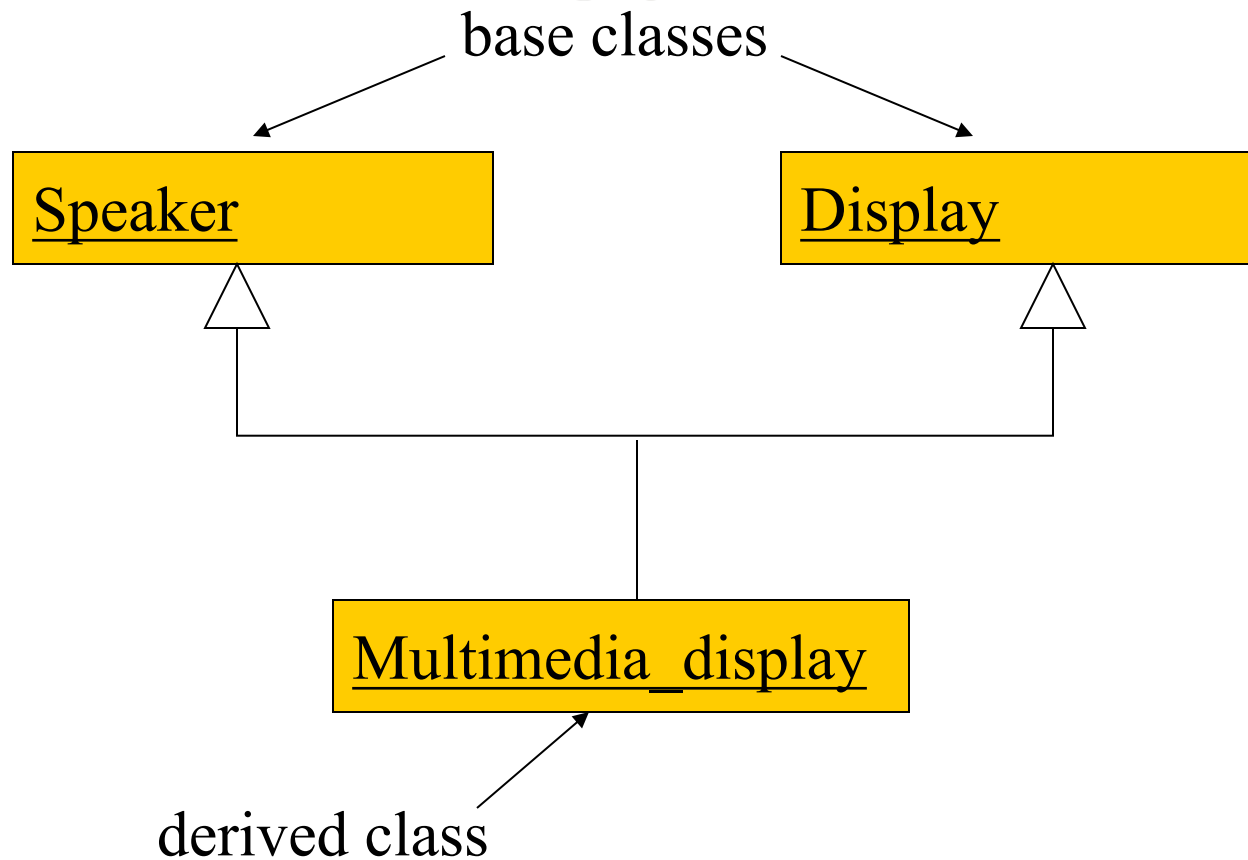 base classes
Speaker
Display
Multimedia_display
derived class